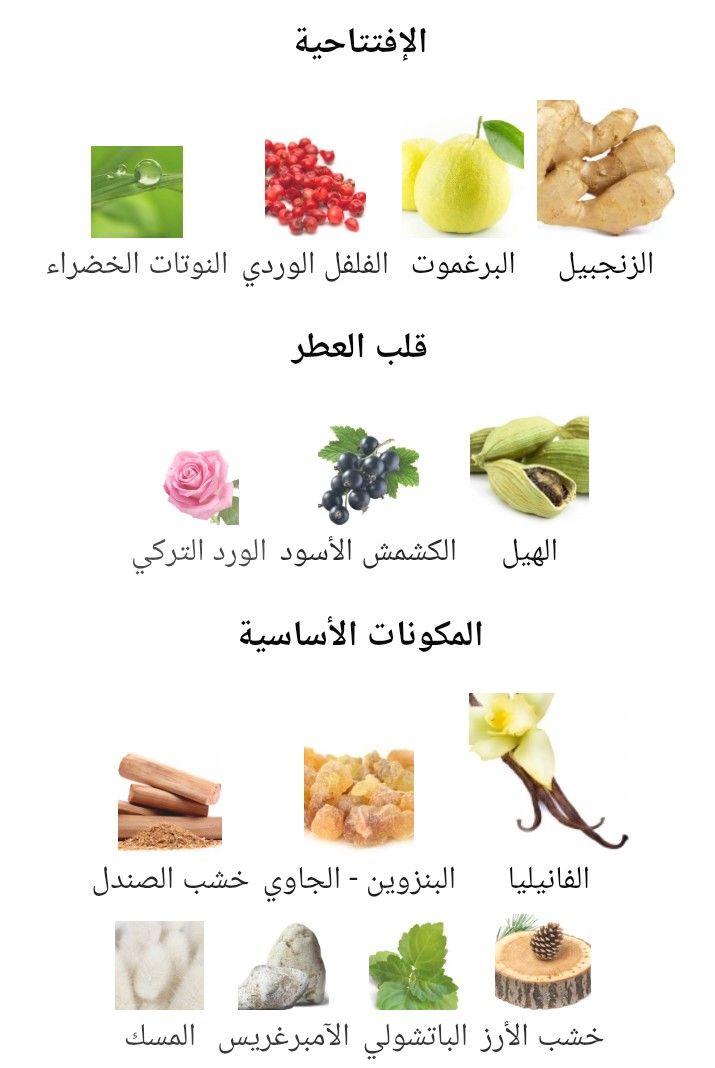 الإفتتاحية
الزنجبيل البرغموت الفلفل الوردي النوتات الخضراء
قلب العطر
الهيل الكشمش الأسود الورد التركي
المكونات الأساسية
الفانيليا البنزوين - الجاوي خشب الصندل
خشب الأرز الباتشولي الآمبرغريس المسك